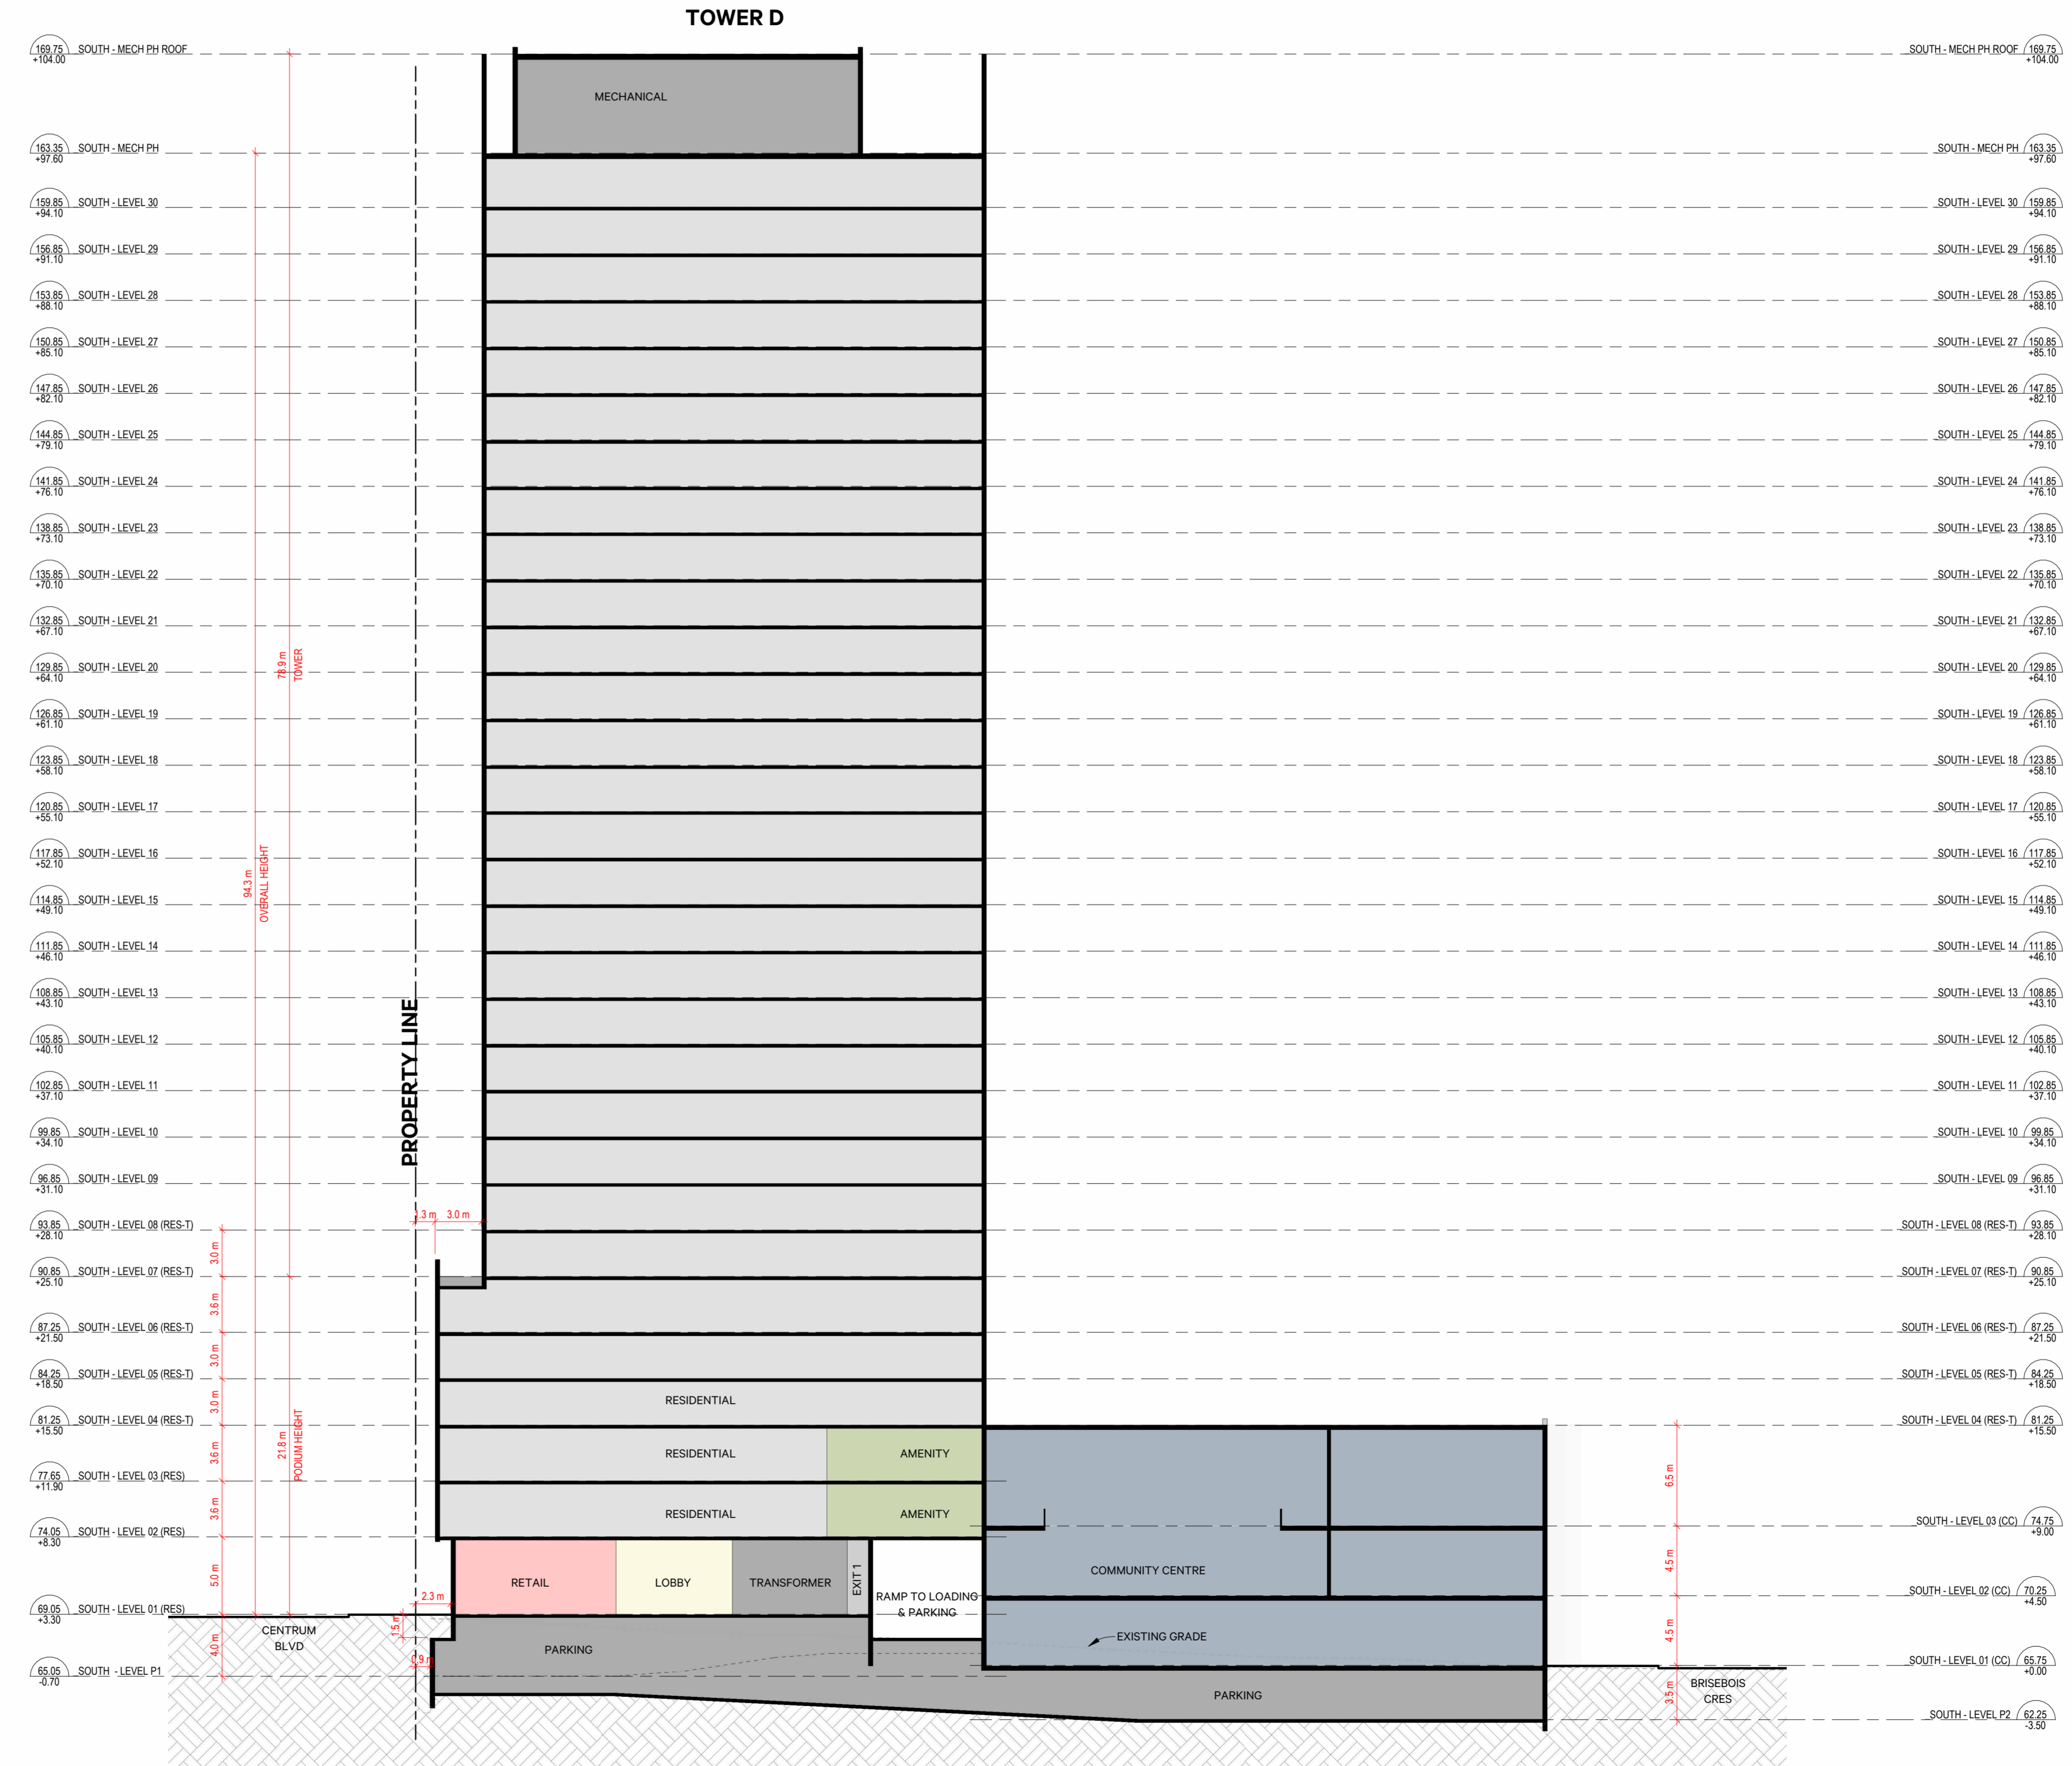 TOWER D
169.75 SOUTH - MECH PH ROOF
+104.00
SOUTH - MECH PH ROOF 169.75
+104.00
MECHANICAL
163.35 SOUTH - MECH PH
+97.60
SOUTH - MECH PH 163.35
+97.60
159.85 SOUTH - LEVEL 30
+94.10
SOUTH - LEVEL 30 159.85
+94.10
156.85 SOUTH - LEVEL 29
+91.10
SOUTH - LEVEL 29 156.85
+91.10
153.85 SOUTH - LEVEL 28
+88.10
SOUTH - LEVEL 28 153.85
+88.10
150.85 SOUTH - LEVEL 27
+85.10
SOUTH - LEVEL 27 150.85
+85.10
147.85 SOUTH - LEVEL 26
+82.10
SOUTH - LEVEL 26 147.85
+82.10
144.85 SOUTH - LEVEL 25
+79.10
SOUTH - LEVEL 25 144.85
+79.10
141.85 SOUTH - LEVEL 24
+76.10
SOUTH - LEVEL 24 141.85
+76.10
138.85 SOUTH - LEVEL 23
+73.10
SOUTH - LEVEL 23 138.85
+73.10
135.85 SOUTH - LEVEL 22
+70.10
SOUTH - LEVEL 22 135.85
+70.10
132.85 SOUTH - LEVEL 21
+67.10
SOUTH - LEVEL 21 132.85
+67.10
129.85 SOUTH - LEVEL 20
+64.10
SOUTH - LEVEL 20 129.85
+64.10
78.9 m
TOWER
126.85 SOUTH - LEVEL 19
+61.10
SOUTH - LEVEL 19 126.85
+61.10
123.85 SOUTH - LEVEL 18
+58.10
SOUTH - LEVEL 18 123.85
+58.10
120.85 SOUTH - LEVEL 17
+55.10
SOUTH - LEVEL 17 120.85
+55.10
117.85 SOUTH - LEVEL 16
+52.10
SOUTH - LEVEL 16 117.85
+52.10
94.3 m
OVERALL HEIGHT
114.85 SOUTH - LEVEL 15
+49.10
SOUTH - LEVEL 15 114.85
+49.10
111.85 SOUTH - LEVEL 14
+46.10
SOUTH - LEVEL 14 111.85
+46.10
108.85 SOUTH - LEVEL 13
+43.10
SOUTH - LEVEL 13 108.85
+43.10
PROPERTY LINE
105.85 SOUTH - LEVEL 12
+40.10
SOUTH - LEVEL 12 105.85
+40.10
102.85 SOUTH - LEVEL 11
+37.10
SOUTH - LEVEL 11 102.85
+37.10
99.85 SOUTH - LEVEL 10
+34.10
SOUTH - LEVEL 10 99.85
+34.10
96.85 SOUTH - LEVEL 09
+31.10
SOUTH - LEVEL 09 96.85
+31.10
1.3 m 3.0 m
93.85 SOUTH - LEVEL 08 (RES-T)
+28.10
SOUTH - LEVEL 08 (RES-T) 93.85
+28.10
3.0 m
90.85 SOUTH - LEVEL 07 (RES-T)
+25.10
SOUTH - LEVEL 07 (RES-T) 90.85
+25.10
3.6 m
87.25 SOUTH - LEVEL 06 (RES-T)
+21.50
SOUTH - LEVEL 06 (RES-T) 87.25
+21.50
3.0 m
84.25 SOUTH - LEVEL 05 (RES-T)
+18.50
SOUTH - LEVEL 05 (RES-T) 84.25
+18.50
3.0 m
RESIDENTIAL
81.25 SOUTH - LEVEL 04 (RES-T)
+15.50
SOUTH - LEVEL 04 (RES-T) 81.25
+15.50
21.8 m
PODIUM HEIGHT
3.6 m
RESIDENTIAL AMENITY
6.5 m
77.65 SOUTH - LEVEL 03 (RES)
+11.90
3.6 m
RESIDENTIAL AMENITY
SOUTH - LEVEL 03 (CC) 74.75
+9.00
74.05 SOUTH - LEVEL 02 (RES)
+8.30
5.0 m
4.5 m
COMMUNITY CENTRE
RETAIL LOBBY TRANSFORMER EXIT 1
RAMP TO LOADING
& PARKING
SOUTH - LEVEL 02 (CC) 70.25
+4.50
2.3 m
69.05 SOUTH - LEVEL 01 (RES)
+3.30
1.5 m
CENTRUM
BLVD
4.0 m
PARKING
EXISTING GRADE
4.5 m
0.9 m
SOUTH - LEVEL 01 (CC) 65.75
+0.00
65.05 SOUTH - LEVEL P1
-0.70
PARKING
3.5 m
BRISEBOIS
CRES
SOUTH - LEVEL P2 62.25
-3.50